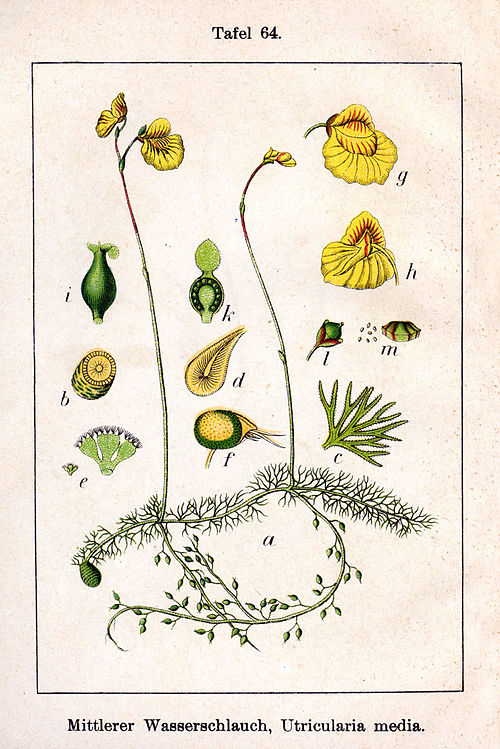 Tafel 64.
g
h
i
k
l
m
b
d
c
e
f
a
Mittlerer Wasserschlauch, Utricularia media.